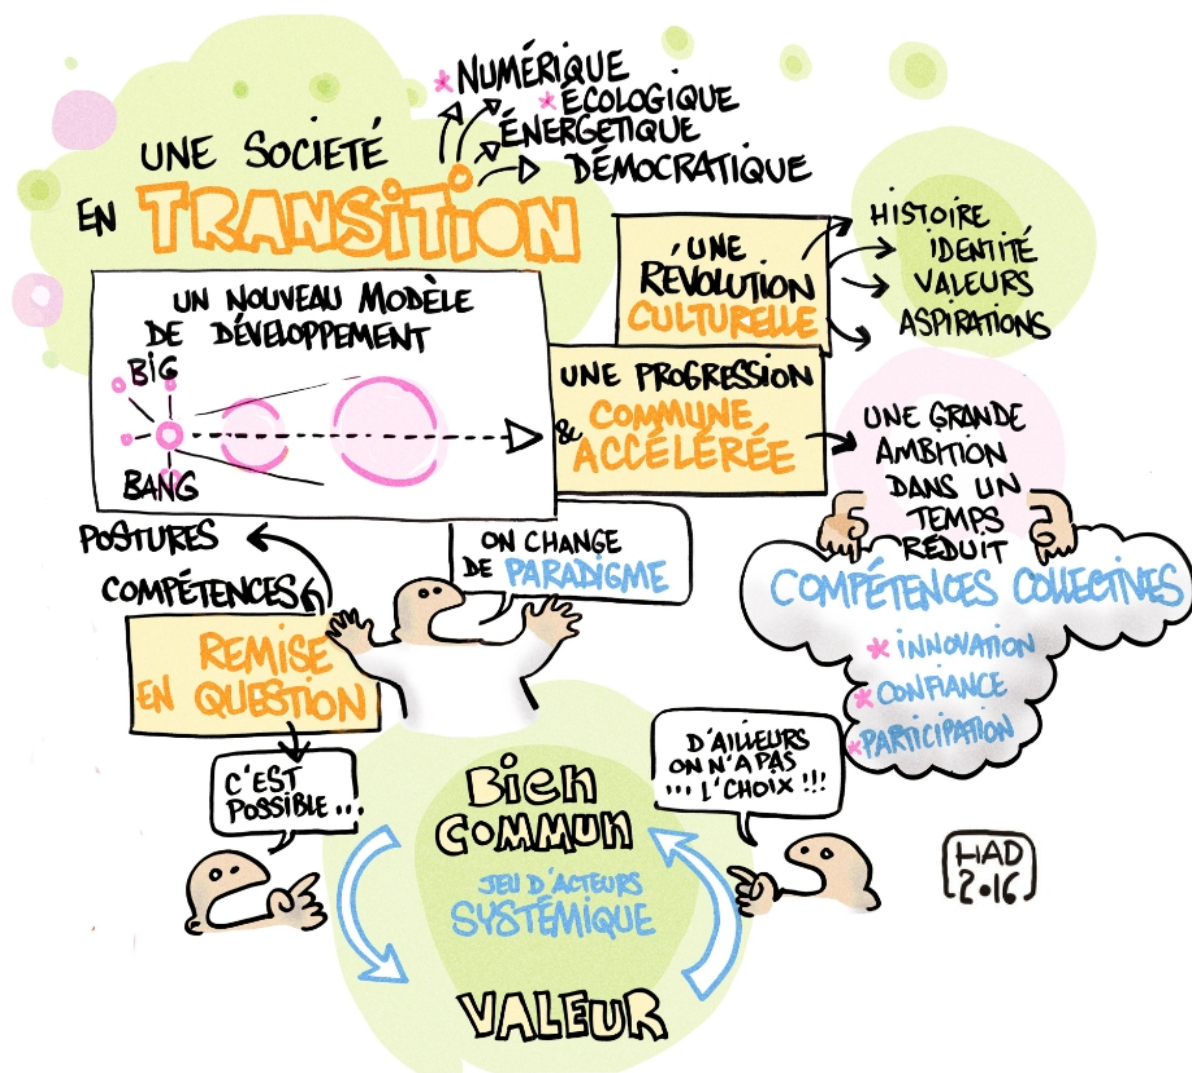 * NUMÉRIQUE
* ÉCOLOGIQUE
ÉNERGETIQUE
DÉMOCRATIQUE
UNE SOCIETÉ
EN TRANSITION
UN NOUVEAU MODÈLE
DE DÉVELOPPEMENT
BIG
BANG
UNE
RÉVOLUTION
CULTURELLE
HISTOIRE
IDENTITÉ
VALEURS
ASPIRATIONS
UNE PROGRESSION
COMMUNE
& ACCÉLÉRÉE
UNE GRANDE
AMBITION
DANS UN
TEMPS
RÉDUIT
COMPÉTENCES COLLECTIVES
* INNOVATION
* CONFIANCE
* PARTICIPATION
POSTURES
COMPÉTENCES
REMISE
EN QUESTION
ON CHANGE
DE PARADIGME
C'EST
POSSIBLE...
D'AILLEURS
ON N'A PAS
... L'CHOIX !!!
BIEN
COMMUN
JEU D'ACTEURS
SYSTÉMIQUE
VALEUR
HAD
2•16